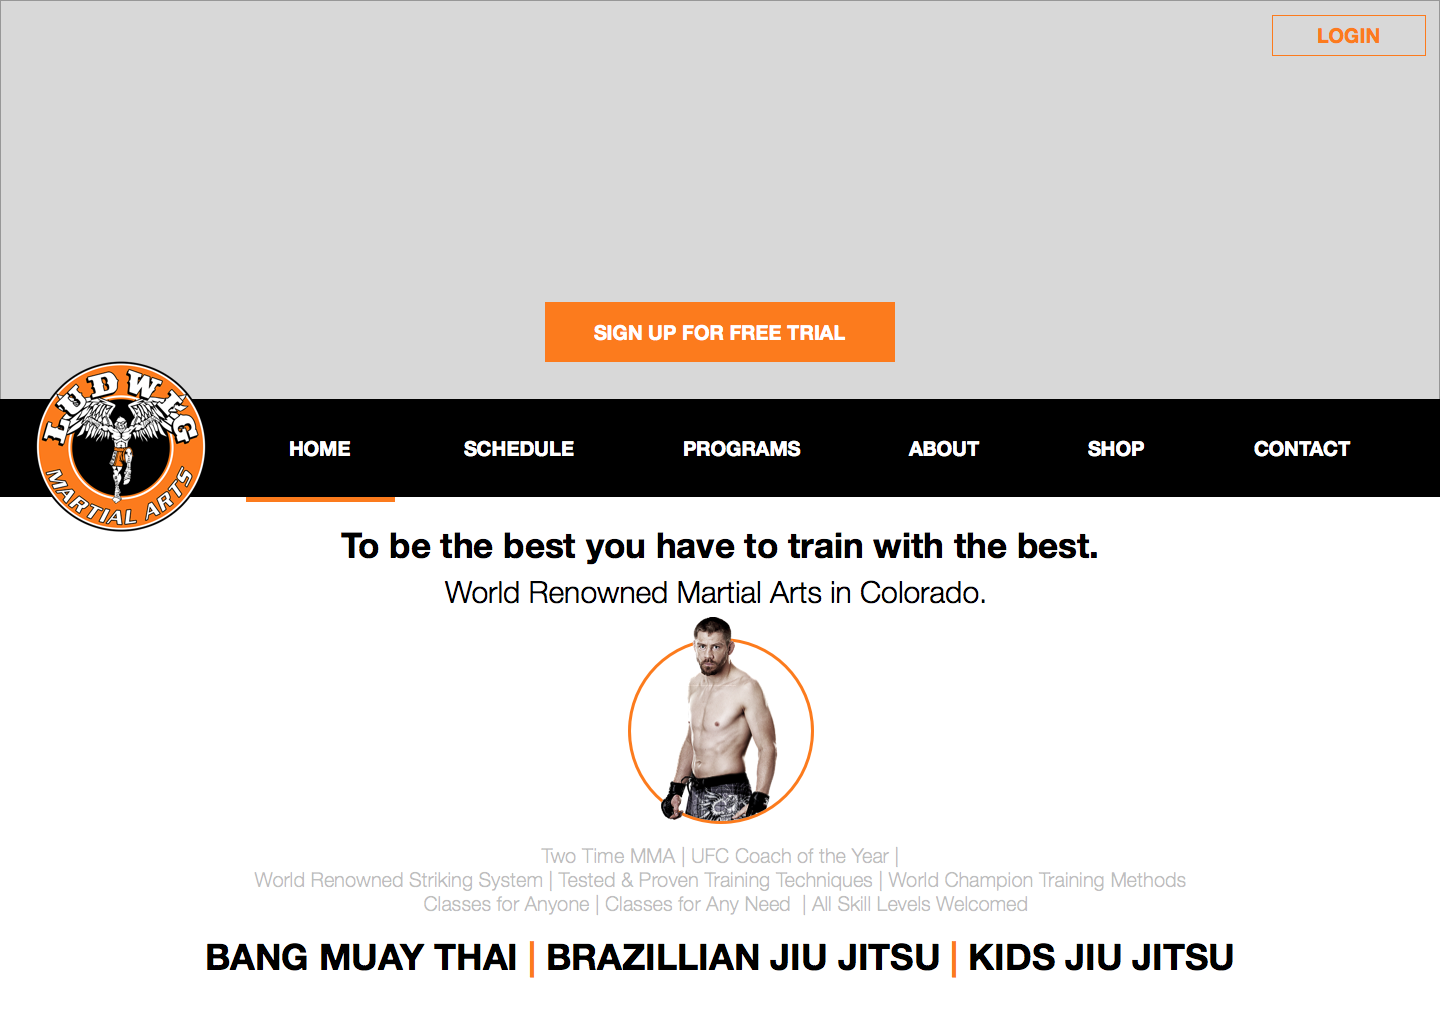 LOGIN
SIGN UP FOR FREE TRIAL
LUDWIG
MARTIAL ARTS
HOME SCHEDULE PROGRAMS ABOUT SHOP CONTACT
To be the best you have to train with the best.
World Renowned Martial Arts in Colorado.
Two Time MMA | UFC Coach of the Year |
World Renowned Striking System | Tested & Proven Training Techniques | World Champion Training Methods
Classes for Anyone | Classes for Any Need | All Skill Levels Welcomed
BANG MUAY THAI | BRAZILLIAN JIU JITSU | KIDS JIU JITSU